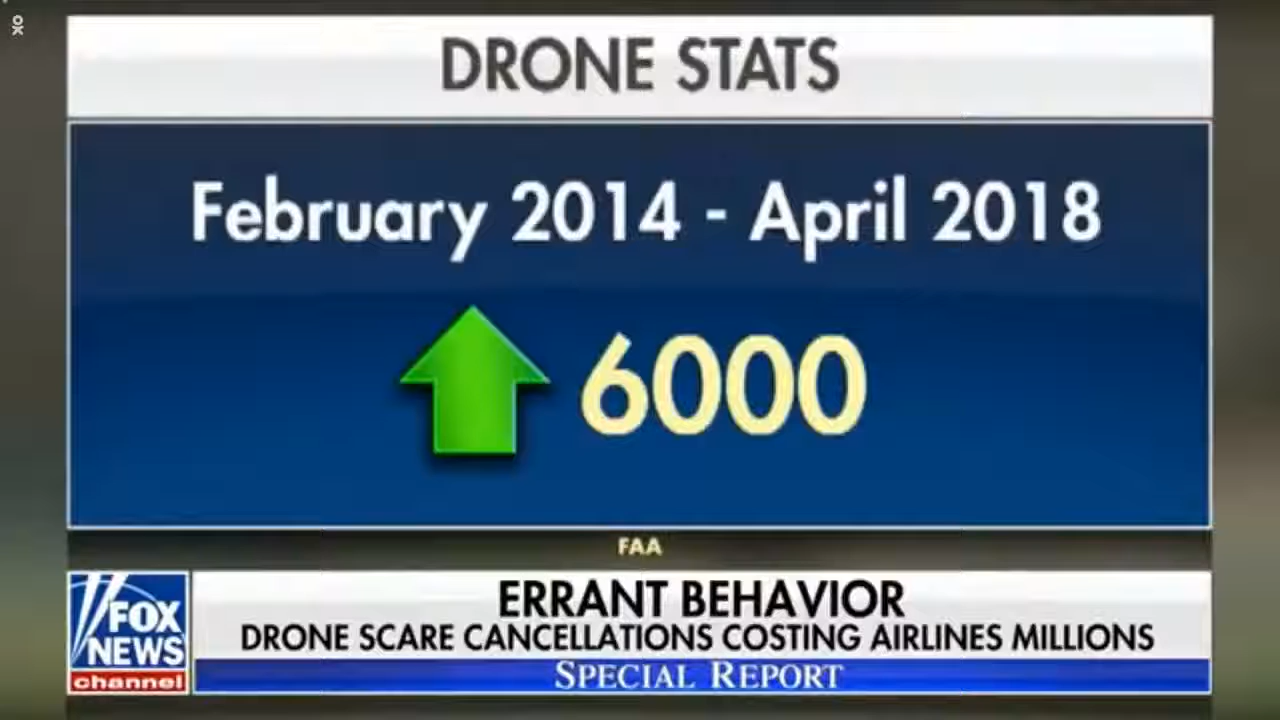 DRONE STATS
February 2014 - April 2018
6000
FAA
ERRANT BEHAVIOR
DRONE SCARE CANCELLATIONS COSTING AIRLINES MILLIONS
SPECIAL REPORT
FOX
NEWS
channel